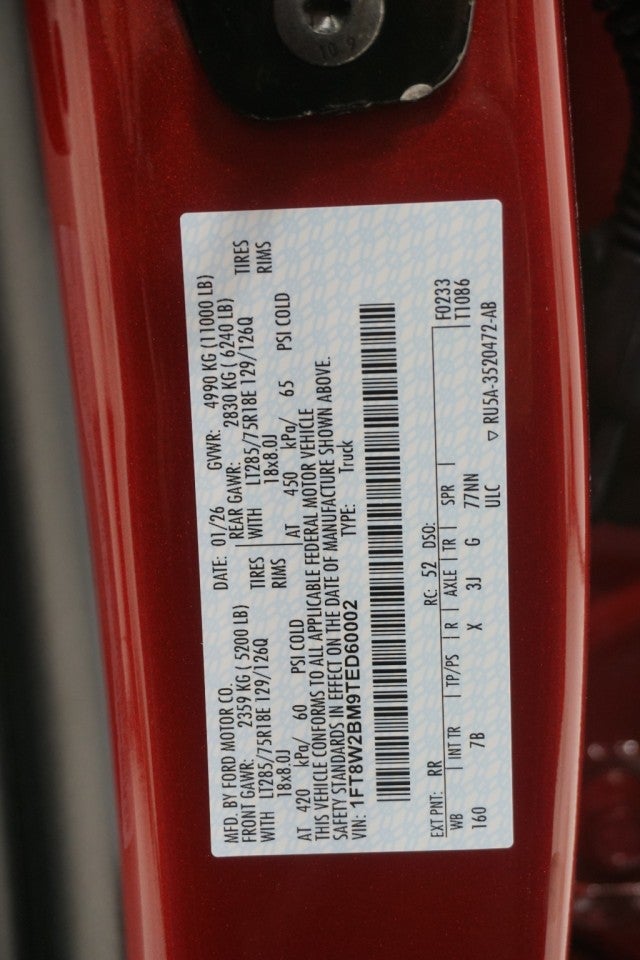 10.9
MFD. BY FORD MOTOR CO. DATE: 01/26 GVWR: 4990 KG (11000 LB)
FRONT GAWR: 2359 KG ( 5200 LB) REAR GAWR: 2830 KG ( 6240 LB)
WITH LT285/75R18E 129/126Q TIRES WITH LT285/75R18E 129/126Q TIRES
18x8.0J RIMS 18x8.0J RIMS
AT 420 kPa/ 60 PSI COLD AT 450 kPa/ 65 PSI COLD
THIS VEHICLE CONFORMS TO ALL APPLICABLE FEDERAL MOTOR VEHICLE
SAFETY STANDARDS IN EFFECT ON THE DATE OF MANUFACTURE SHOWN ABOVE.
VIN: 1FT8W2BM9TED60002 TYPE: Truck
EXT PNT: RR RC: 52 DSO: F0233
WB INT TR TP/PS R AXLE TR SPR T1086
160 7B X 3J G 77NN
ULC ▽ RU5A-3520472-AB